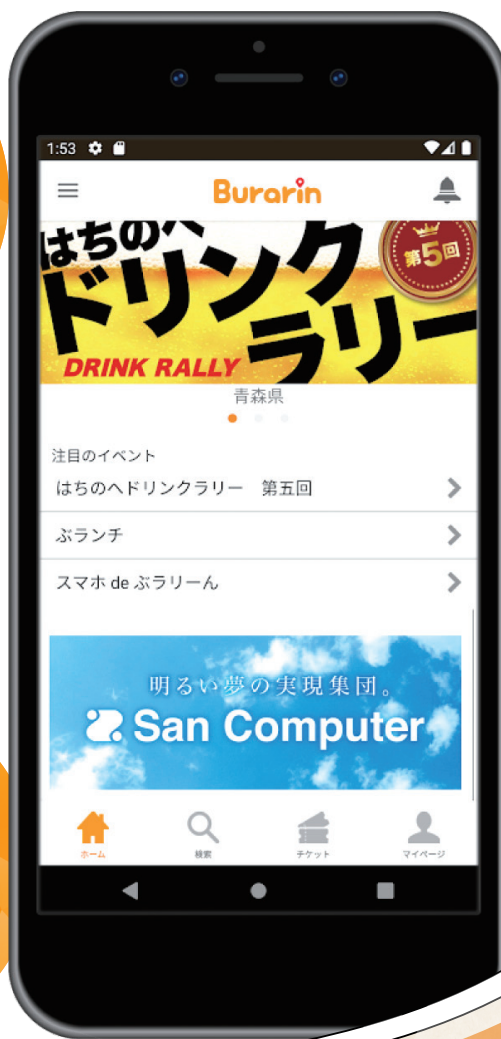 1:53
Burarin
はちのへ
ドリンク
ラリー
第5回
DRINK RALLY
青森県
注目のイベント
はちのへドリンクラリー　第五回
ぶランチ
スマホ de ぶラリーん
明るい夢の実現集団。
San Computer
ホーム
検索
チケット
マイページ